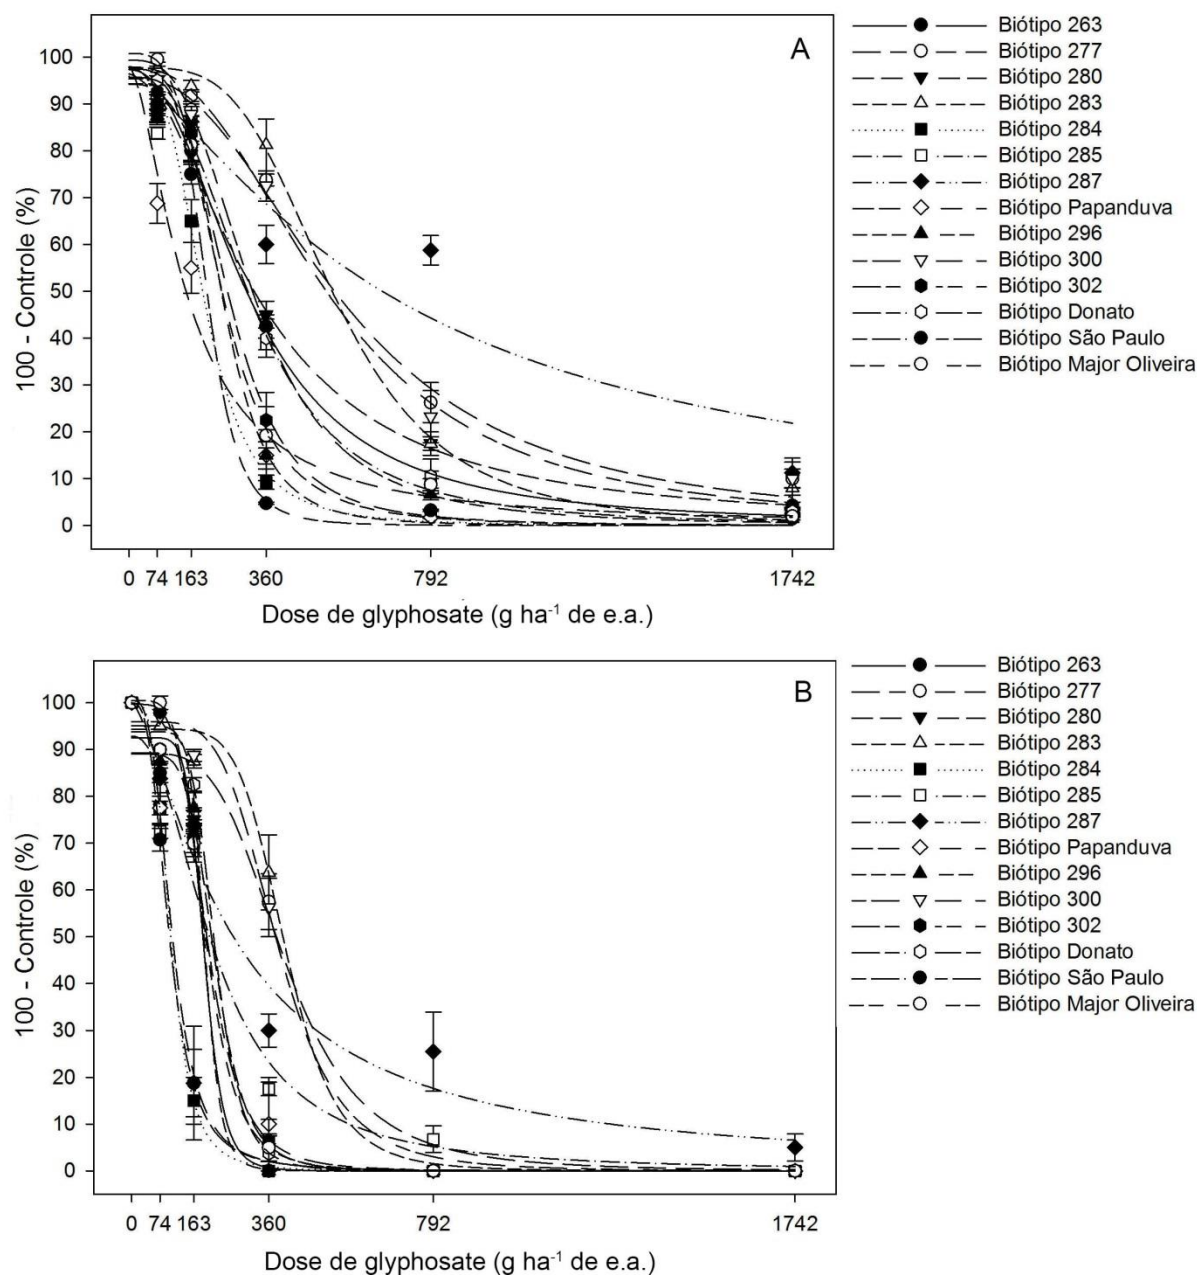 A
100 - Controle (%)
100
90
80
70
60
50
40
30
20
10
0
0 74 163 360 792 1742
Dose de glyphosate (g ha⁻¹ de e.a.)
Biótipo 263
Biótipo 277
Biótipo 280
Biótipo 283
Biótipo 284
Biótipo 285
Biótipo 287
Biótipo Papanduva
Biótipo 296
Biótipo 300
Biótipo 302
Biótipo Donato
Biótipo São Paulo
Biótipo Major Oliveira
B
100 - Controle (%)
100
90
80
70
60
50
40
30
20
10
0
0 74 163 360 792 1742
Dose de glyphosate (g ha⁻¹ de e.a.)
Biótipo 263
Biótipo 277
Biótipo 280
Biótipo 283
Biótipo 284
Biótipo 285
Biótipo 287
Biótipo Papanduva
Biótipo 296
Biótipo 300
Biótipo 302
Biótipo Donato
Biótipo São Paulo
Biótipo Major Oliveira